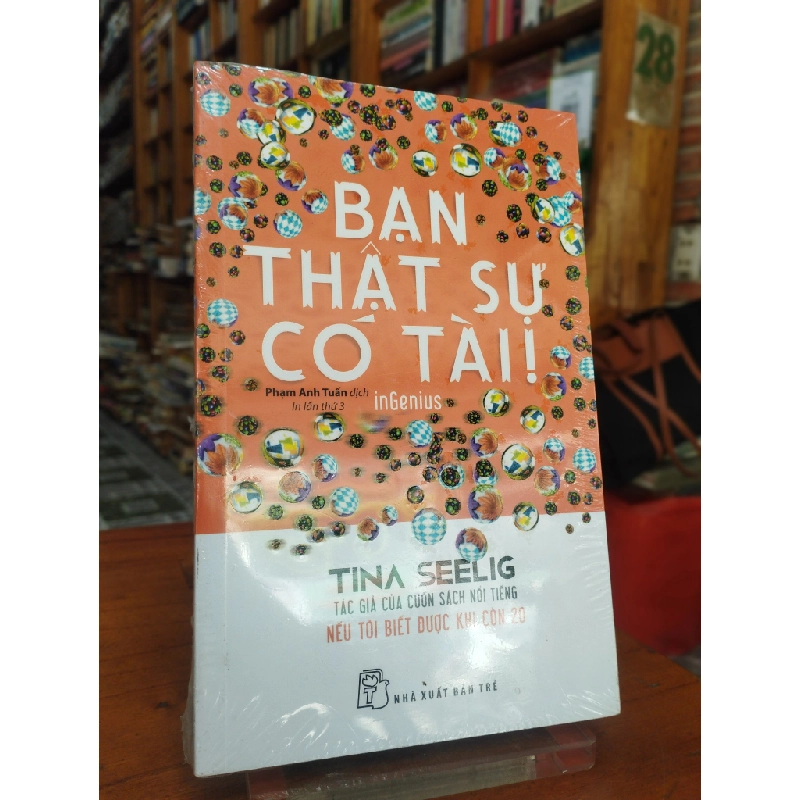 28
BẠN
THẬT SỰ
CÓ TÀI!
Phạm Anh Tuấn dịch
In lần thứ 3
inGenius
TINA SEELIG
TÁC GIẢ CỦA CUỐN SÁCH NỔI TIẾNG
NẾU TÔI BIẾT ĐƯỢC KHI CÒN 20
NHÀ XUẤT BẢN TRẺ